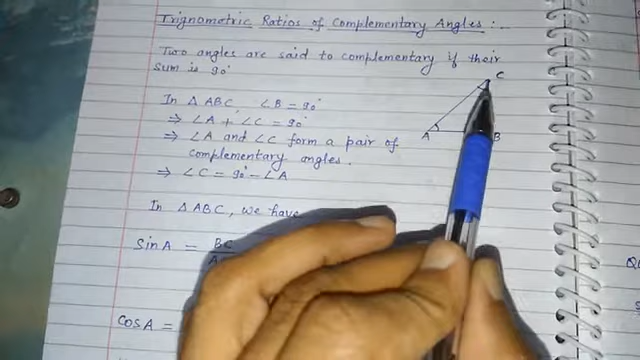 Trignometric Ratios of Complementary Angles :-
Two angles are said to complementary if their
sum is 90°
C
In △ ABC, ∠B = 90°
⇒ ∠A + ∠C = 90°
A B
⇒ ∠A and ∠C form a pair of
complementary angles.
⇒ ∠C = 90° - ∠A
In △ ABC, we have
Sin A = BC
CosA =